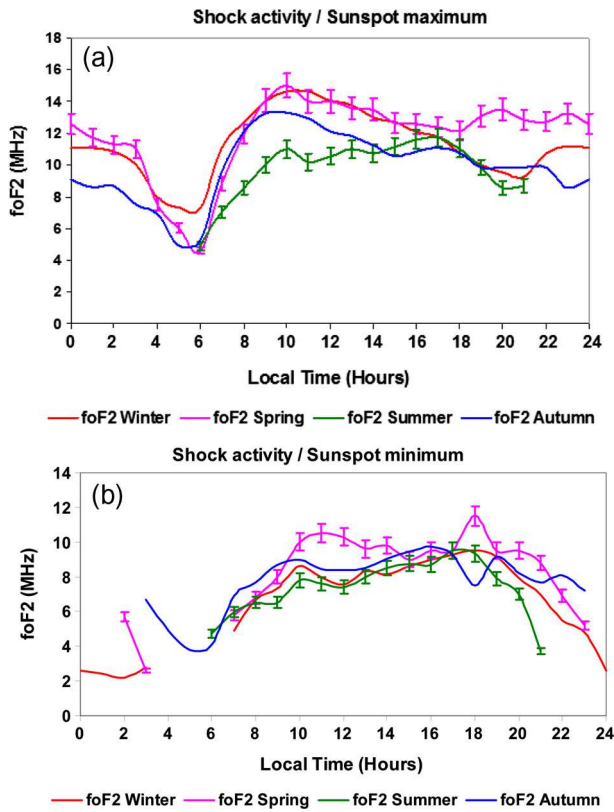 Shock activity / Sunspot maximum
(a)
foF2 (MHz)
18
16
14
12
10
8
6
4
2
0
0 2 4 6 8 10 12 14 16 18 20 22 24
Local Time (Hours)
foF2 Winter foF2 Spring foF2 Summer foF2 Autumn
Shock activity / Sunspot minimum
(b)
foF2 (MHz)
14
12
10
8
6
4
2
0
0 2 4 6 8 10 12 14 16 18 20 22 24
Local Time (Hours)
foF2 Winter foF2 Spring foF2 Summer foF2 Autumn